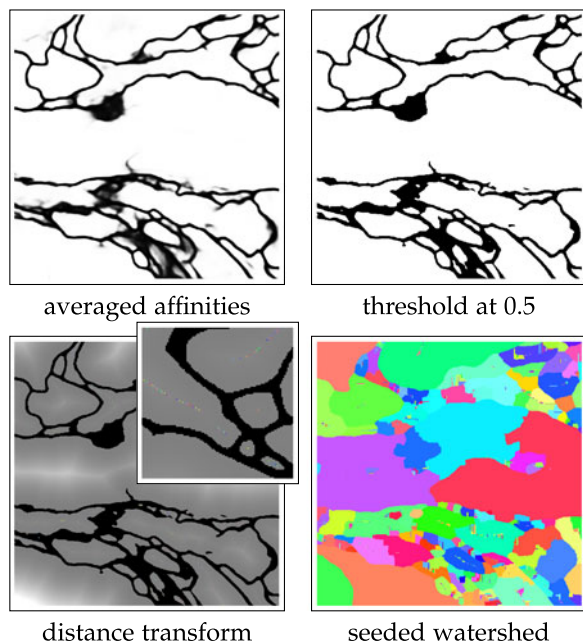 averaged affinities
threshold at 0.5
distance transform
seeded watershed